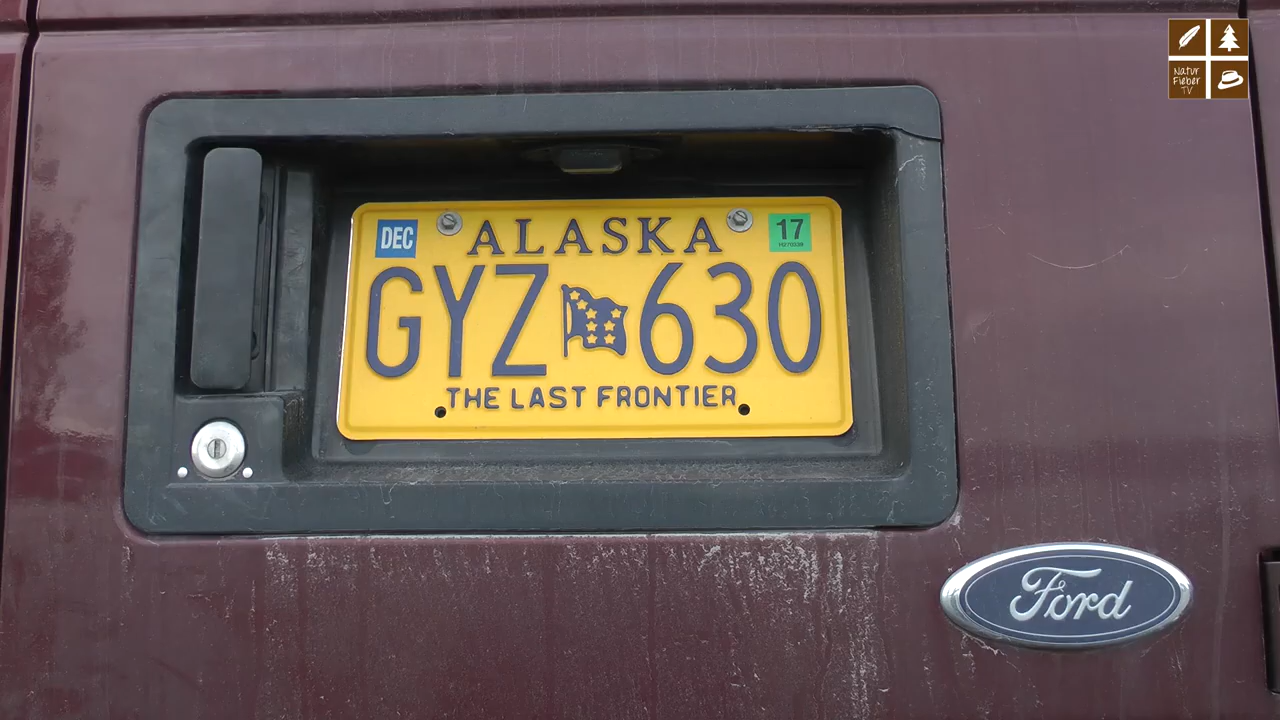 Natur
Fieber
TV
DEC
ALASKA
17
GYZ 630
THE LAST FRONTIER
Ford